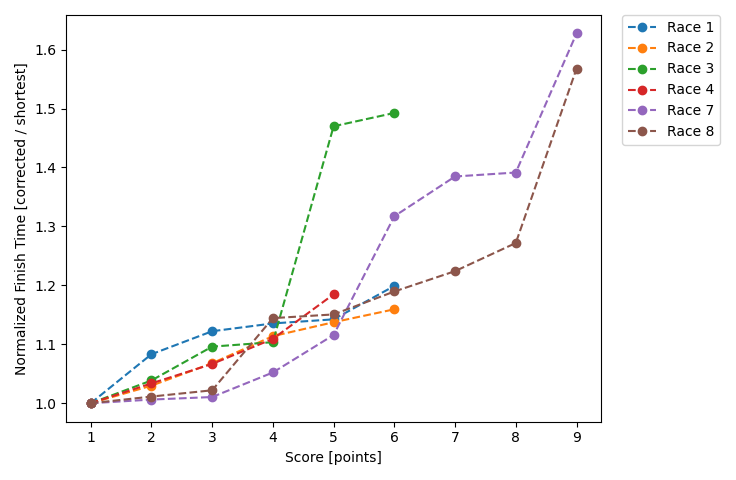 Normalized Finish Time [corrected / shortest]
1.6
1.5
1.4
1.3
1.2
1.1
1.0
1 2 3 4 5 6 7 8 9
Score [points]
Race 1
Race 2
Race 3
Race 4
Race 7
Race 8